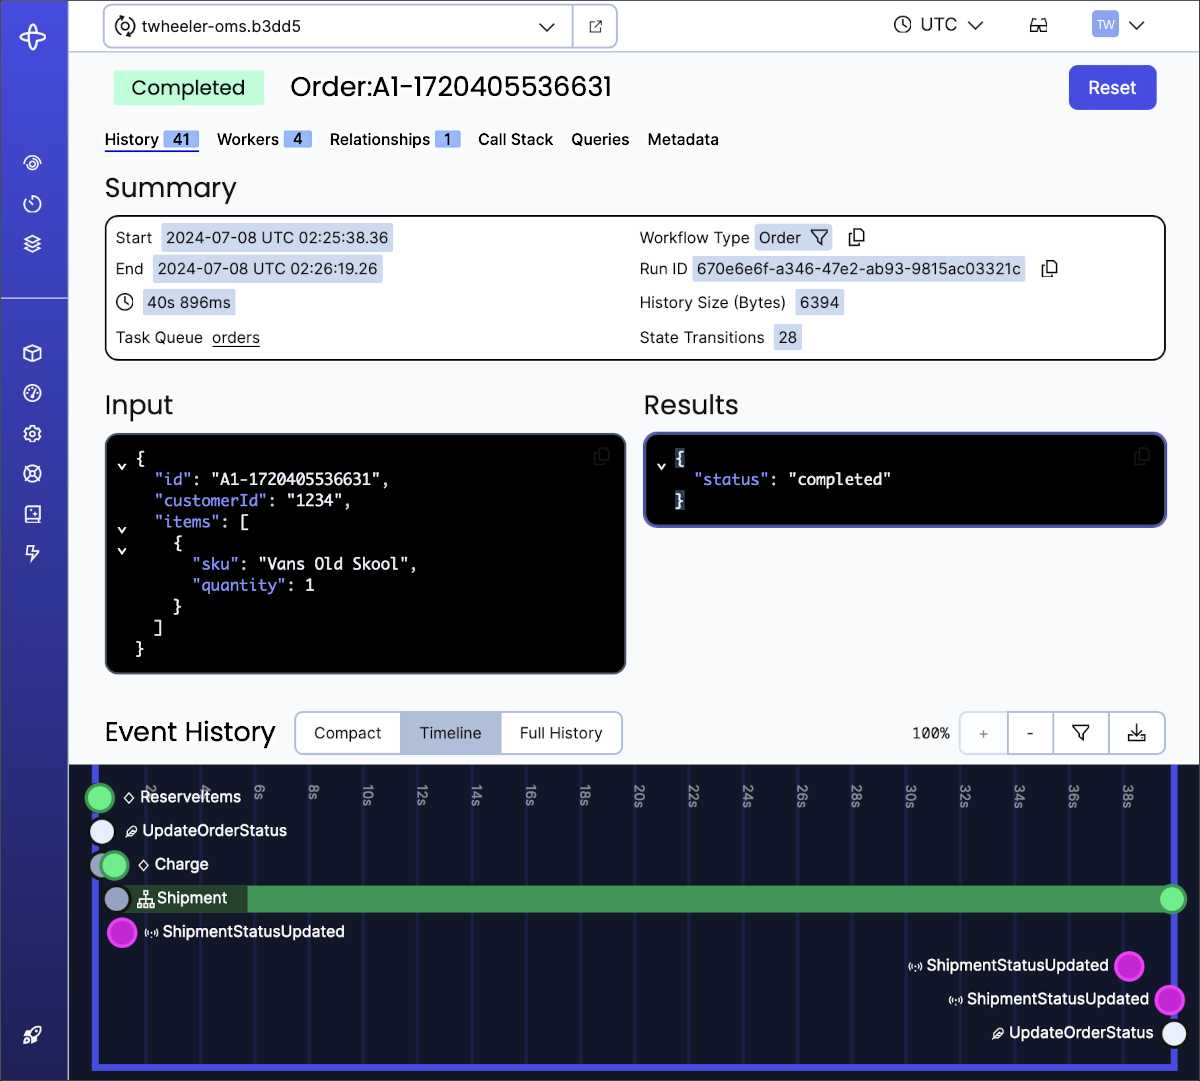 twheeler-oms.b3dd5
UTC
TW
Completed
Order:A1-1720405536631
Reset
History 41 Workers 4 Relationships 1 Call Stack Queries Metadata
Summary
Start 2024-07-08 UTC 02:25:38.36
Workflow Type Order
End 2024-07-08 UTC 02:26:19.26
Run ID 670e6e6f-a346-47e2-ab93-9815ac03321c
40s 896ms
History Size (Bytes) 6394
Task Queue orders
State Transitions 28
Input
{
"id": "A1-1720405536631",
"customerId": "1234",
"items": [
{
"sku": "Vans Old Skool",
"quantity": 1
}
]
}
Results
{
"status": "completed"
}
Event History
Compact Timeline Full History
100% + -
2s 4s 6s 8s 10s 12s 14s 16s 18s 20s 22s 24s 26s 28s 30s 32s 34s 36s 38s
ReserveItems
UpdateOrderStatus
Charge
Shipment
ShipmentStatusUpdated
ShipmentStatusUpdated
ShipmentStatusUpdated
UpdateOrderStatus